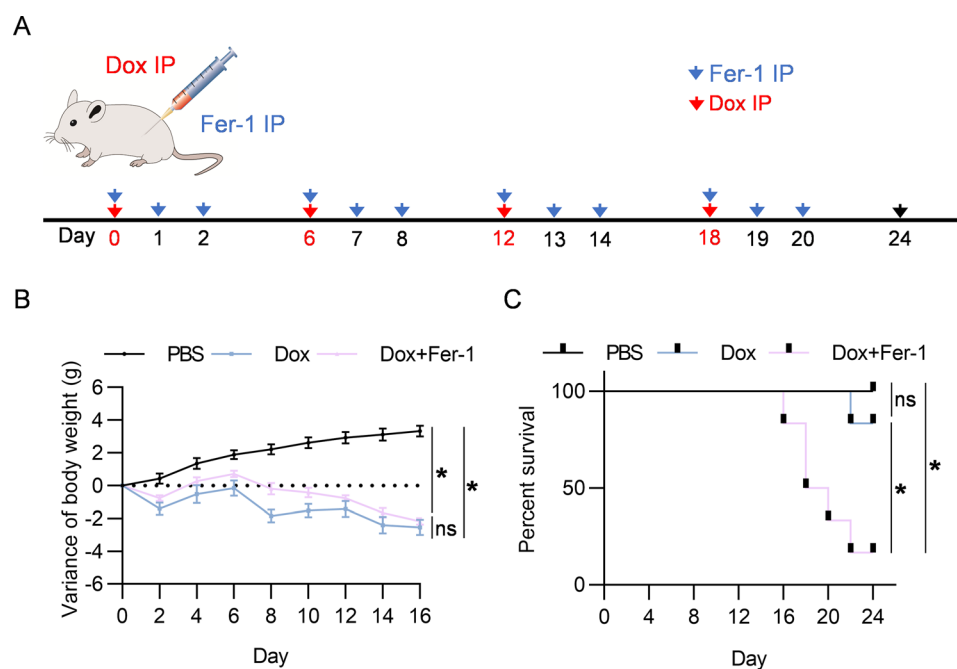 A
Dox IP
Fer-1 IP
Fer-1 IP
Dox IP
Day 0 1 2 6 7 8 12 13 14 18 19 20 24
B
PBS Dox Dox+Fer-1
Variance of body weight (g)
6
4
2
0
-2
-4
-6
*
*
ns
0 2 4 6 8 10 12 14 16
Day
C
PBS Dox Dox+Fer-1
Percent survival
100
50
0
ns
*
*
0 4 8 12 16 20 24
Day